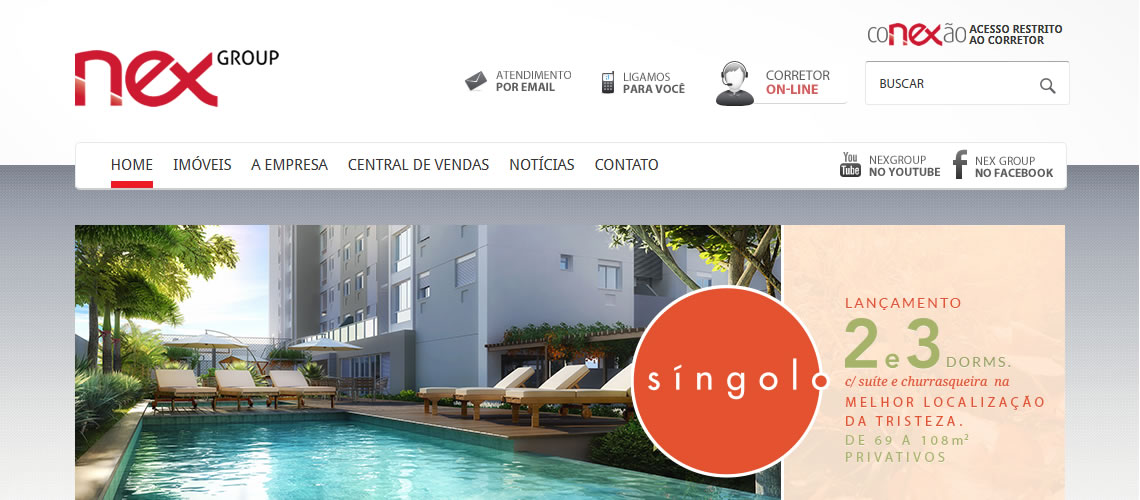 nex GROUP
ATENDIMENTO
POR EMAIL
LIGAMOS
PARA VOCÊ
CORRETOR
ON-LINE
conexão ACESSO RESTRITO
AO CORRETOR
BUSCAR
HOME IMÓVEIS A EMPRESA CENTRAL DE VENDAS NOTÍCIAS CONTATO
You
Tube
NEXGROUP
NO YOUTUBE
f
NEX GROUP
NO FACEBOOK
síngolo
LANÇAMENTO
2 e 3 DORMS.
c/ suíte e churrasqueira na
MELHOR LOCALIZAÇÃO
DA TRISTEZA.
DE 69 A 108m²
PRIVATIVOS